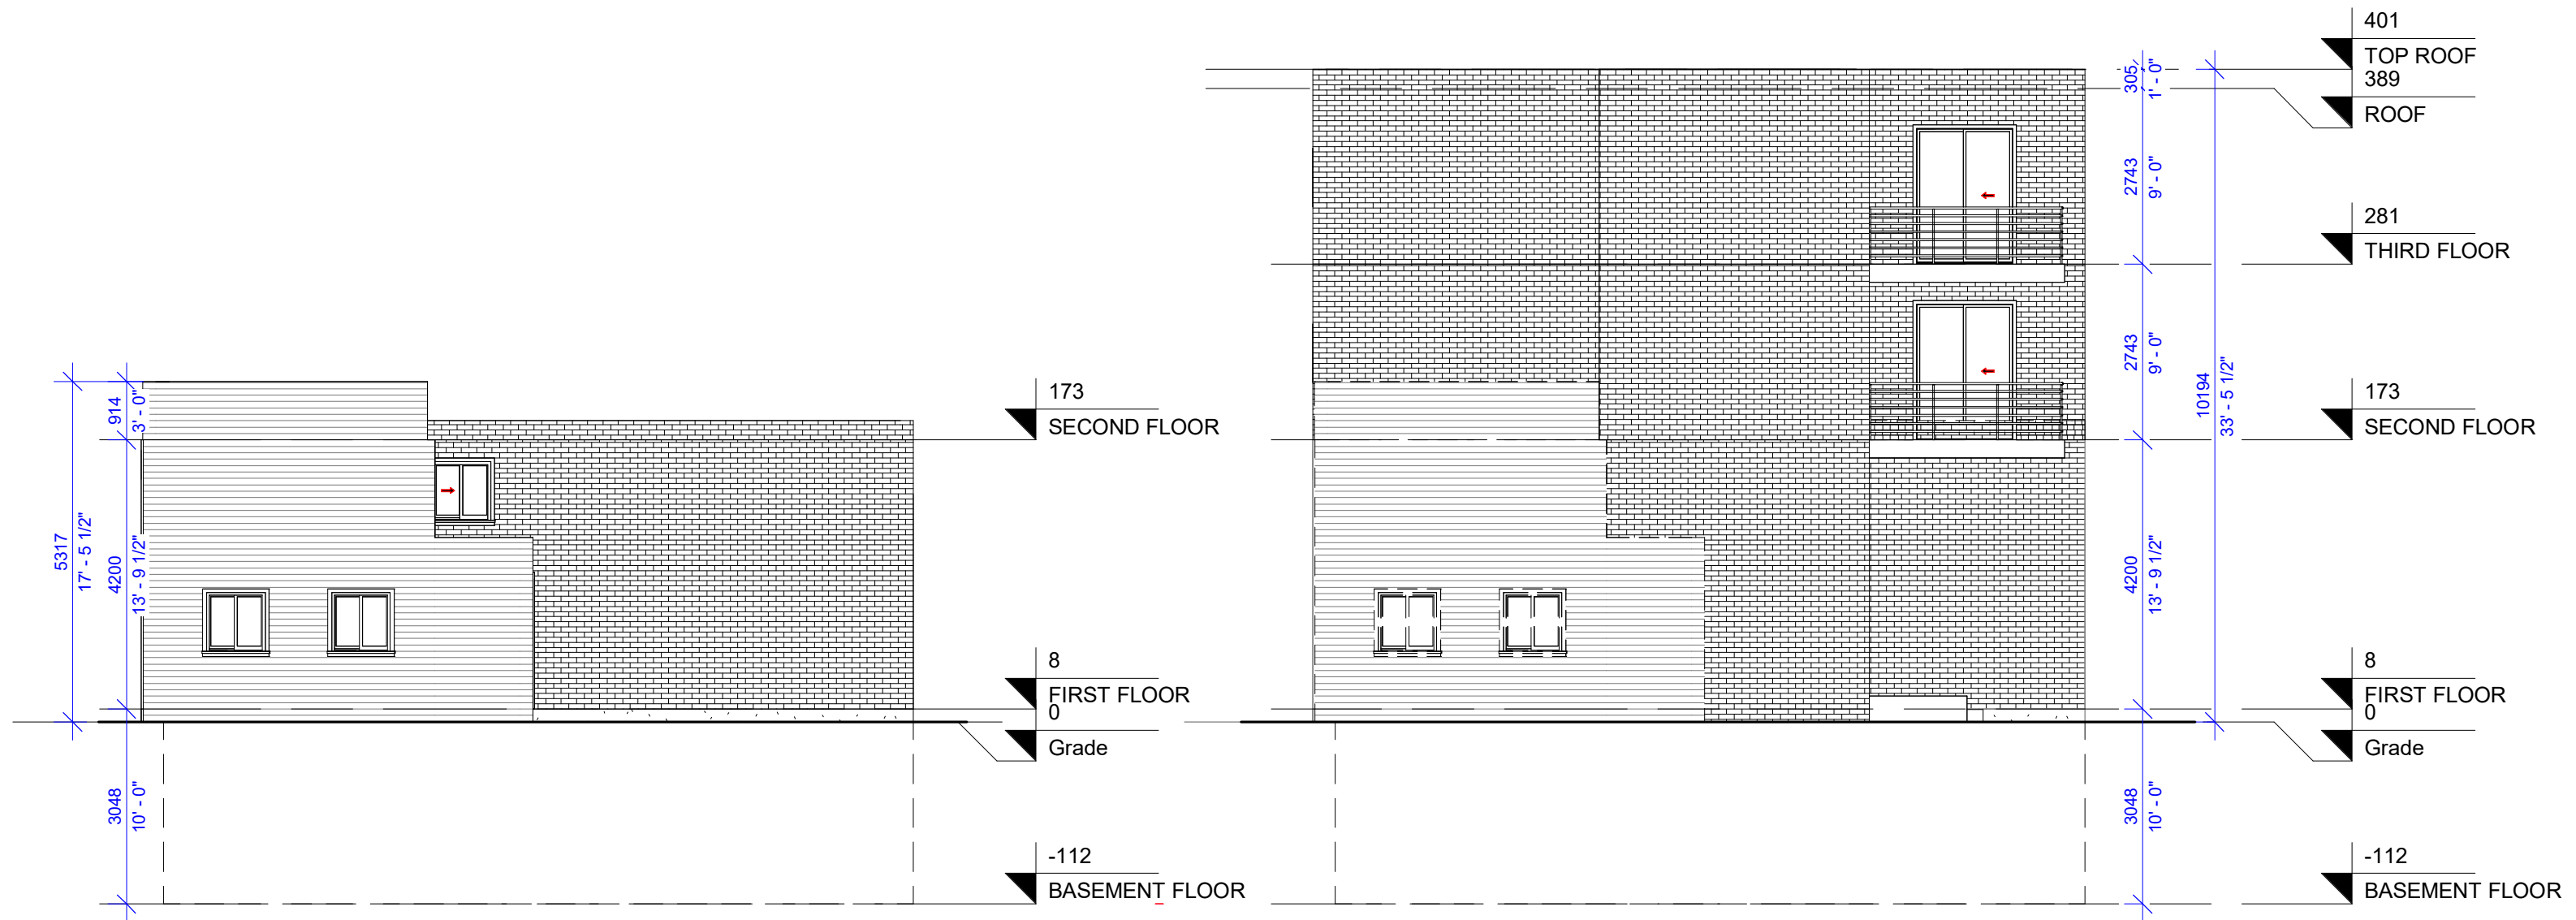 401
TOP ROOF
389
ROOF
305
1' - 0"
2743
9' - 0"
281
THIRD FLOOR
2743
9' - 0"
10194
33' - 5 1/2"
914
3' - 0"
173
SECOND FLOOR
173
SECOND FLOOR
5317
17' - 5 1/2"
4200
13' - 9 1/2"
4200
13' - 9 1/2"
8
FIRST FLOOR
0
Grade
8
FIRST FLOOR
0
Grade
3048
10' - 0"
3048
10' - 0"
-112
BASEMENT FLOOR
-112
BASEMENT FLOOR